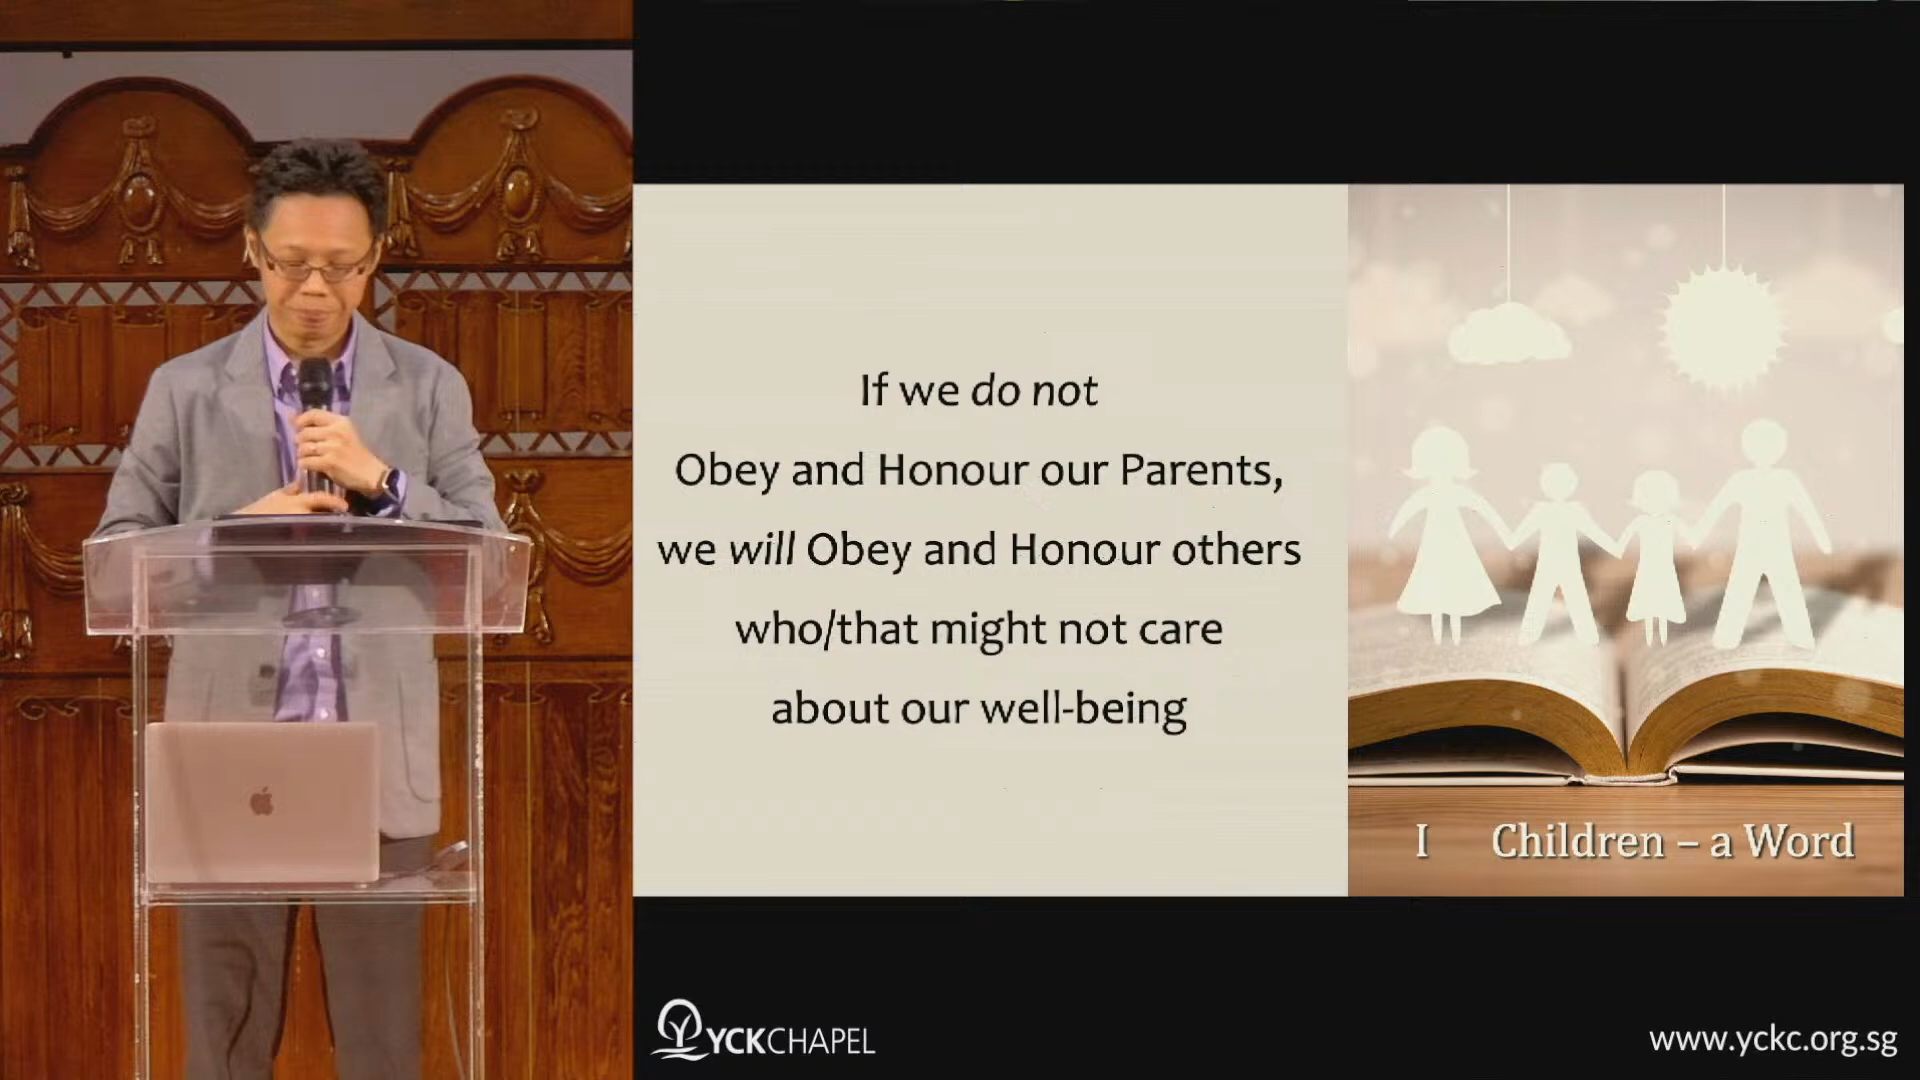 If we do not
Obey and Honour our Parents,
we will Obey and Honour others
who/that might not care
about our well-being
I Children – a Word
YCKCHAPEL
www.yckc.org.sg